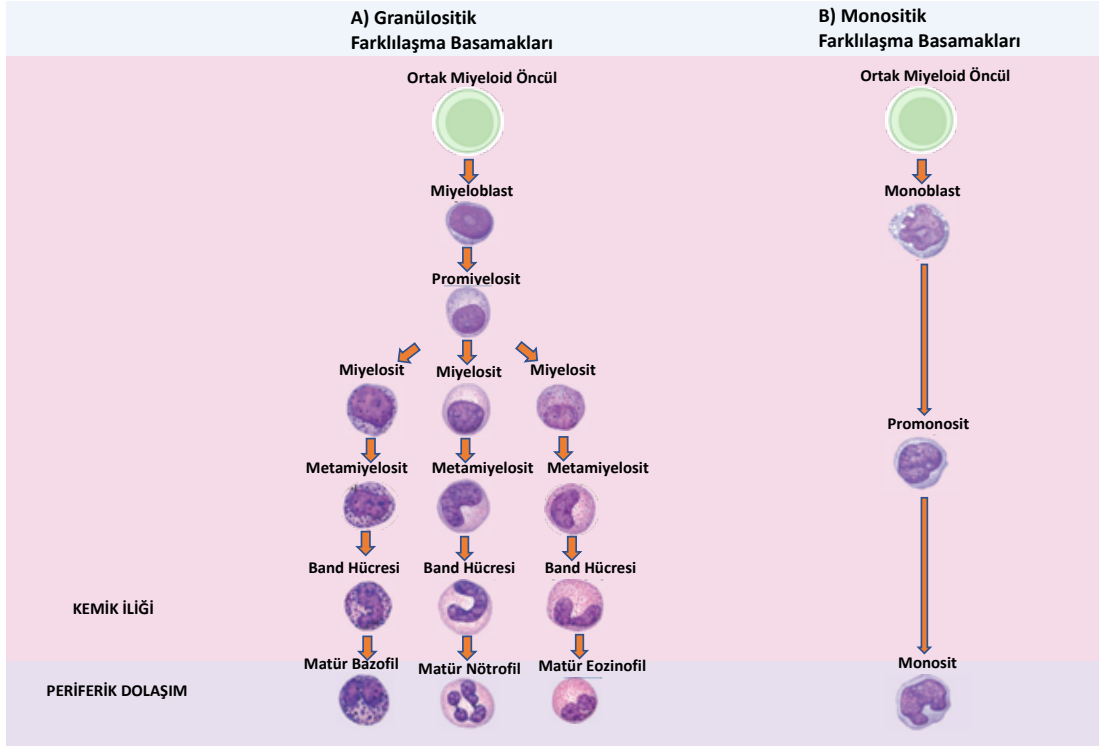 A) Granülositik
Farklılaşma Basamakları
B) Monositik
Farklılaşma Basamakları
Ortak Miyeloid Öncül
Ortak Miyeloid Öncül
Miyeloblast
Monoblast
Promiyelosit
Miyelosit
Miyelosit
Miyelosit
Promonosit
Metamiyelosit
Metamiyelosit
Metamiyelosit
Band Hücresi
Band Hücresi
Band Hücresi
KEMİK İLİĞİ
Matür Bazofil
Matür Nötrofil
Matür Eozinofil
Monosit
PERİFERİK DOLAŞIM